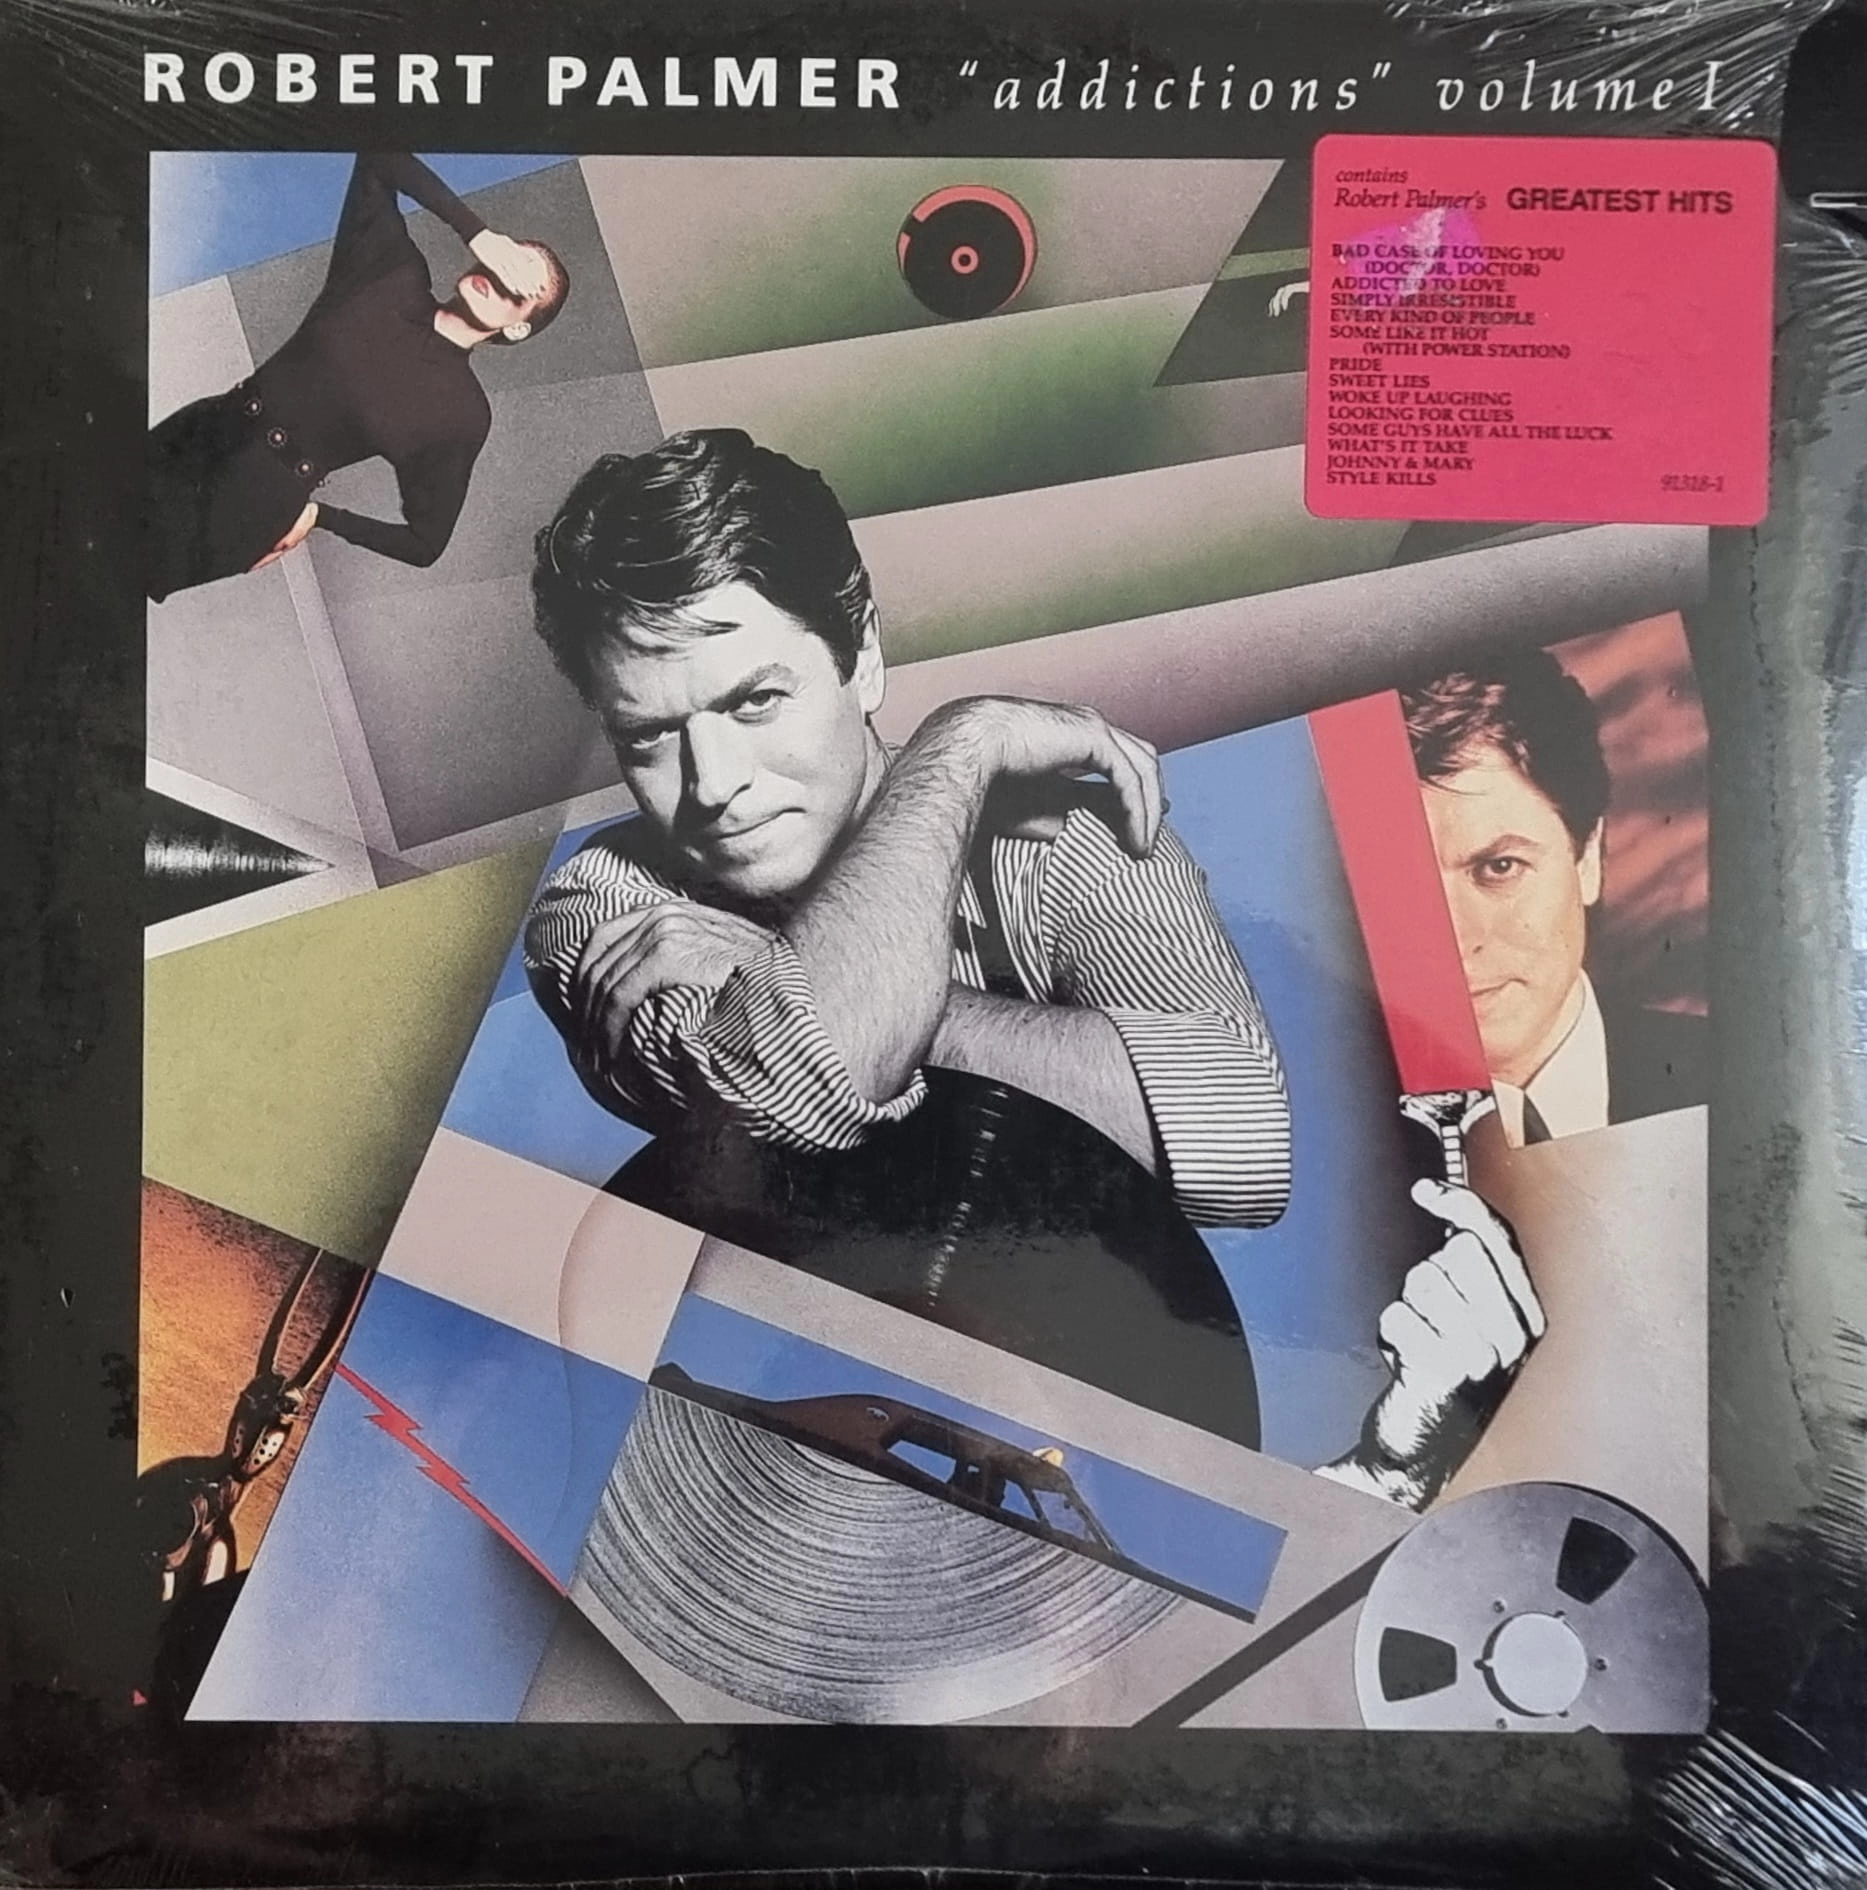 ROBERT PALMER "addictions" volume I
contains
Robert Palmer's GREATEST HITS
BAD CASE OF LOVING YOU
(DOCTOR, DOCTOR)
ADDICTED TO LOVE
SIMPLY IRRESISTIBLE
EVERY KIND OF PEOPLE
SOME LIKE IT HOT
(WITH POWER STATION)
PRIDE
SWEET LIES
WOKE UP LAUGHING
LOOKING FOR CLUES
SOME GUYS HAVE ALL THE LUCK
WHAT'S IT TAKE
JOHNNY & MARY
STYLE KILLS 91318-1